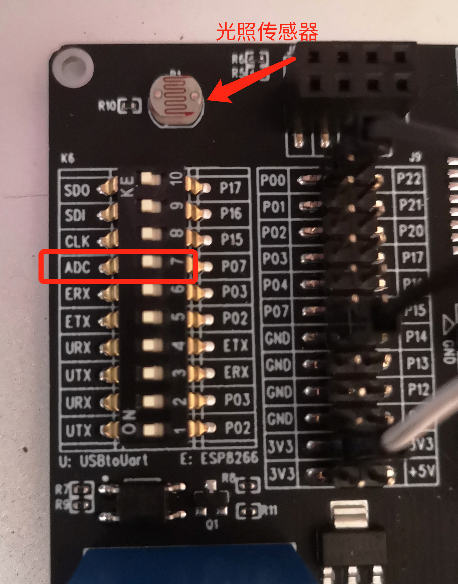 光照传感器
R6
R5
R10
K6
J9
SDO KE 10 P17
SDI 9 P16
CLK 8 P15
ADC 7 P07
ERX 6 P03
ETX 5 P02
URX 4 ETX
UTX 3 ERX
URX 2 P03
UTX ON 1 P02
P00 P22
P01 P21
P02 P20
P03 P17
P04
P07 P15
GND P14
GND P13
GND P12
GND
3V3 3V3
3V3 +5V
GND
U: USBtoUart E: ESP8266
R7
R9
Q1
R8
R11